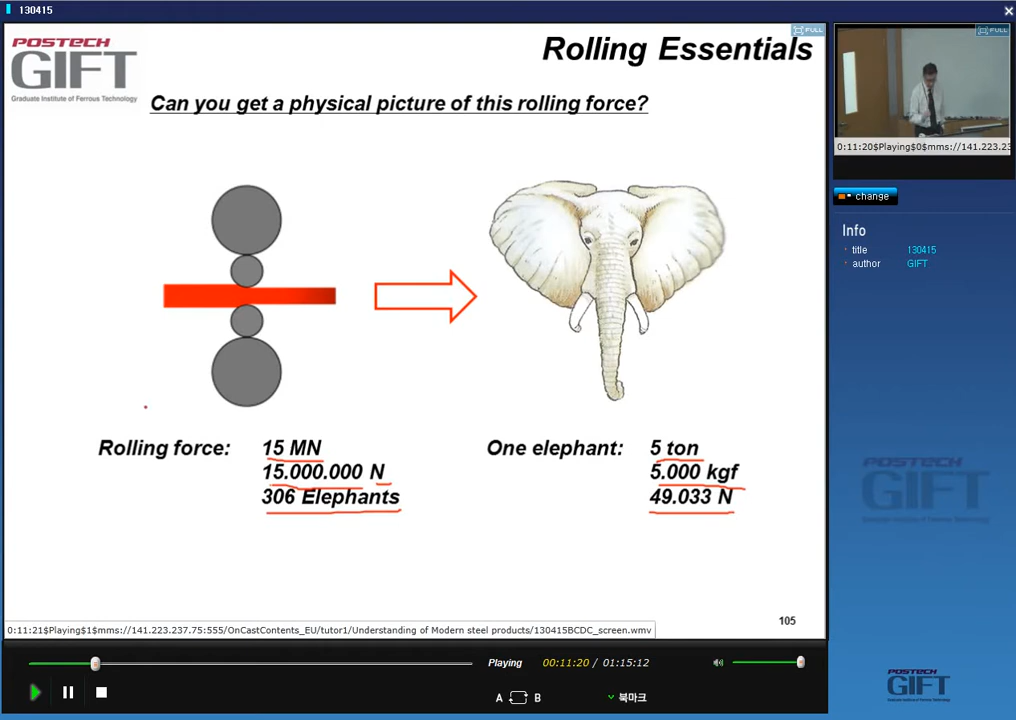 130415
POSTECH
GIFT
Graduate Institute of Ferrous Technology
FULL
Rolling Essentials
Can you get a physical picture of this rolling force?
Rolling force: 15 MN
15.000.000 N
306 Elephants
One elephant: 5 ton
5.000 kgf
49.033 N
105
0:11:21$Playing$1$mms://141.223.237.75:555/OnCastContents_EU/tutor1/Understanding of Modern steel products/130415BCDC_screen.wmv
FULL
0:11:20$Playing$0$mms://141.223.23
change
Info
title 130415
author GIFT
POSTECH
GIFT
Playing 00:11:20 / 01:15:12
A B 북마크
POSTECH
GIFT